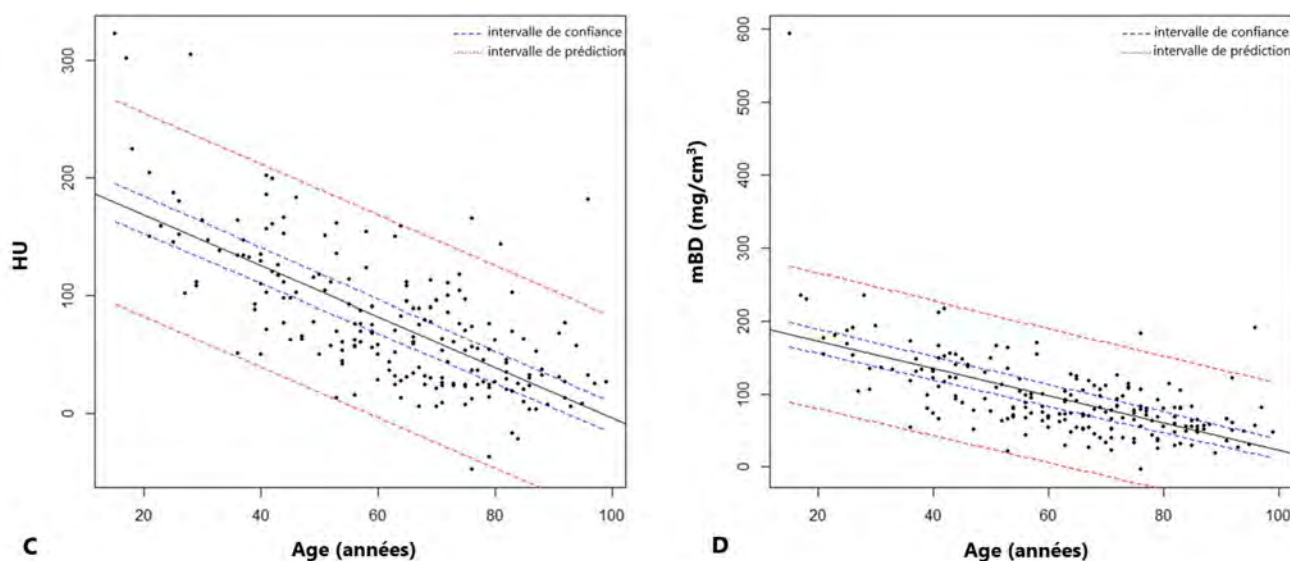 intervalle de confiance
intervalle de prédiction
300
200
100
0
HU
20
40
60
80
100
C
Age (années)
intervalle de confiance
intervalle de prédiction
600
500
400
300
200
100
0
mBD (mg/cm³)
20
40
60
80
100
D
Age (années)